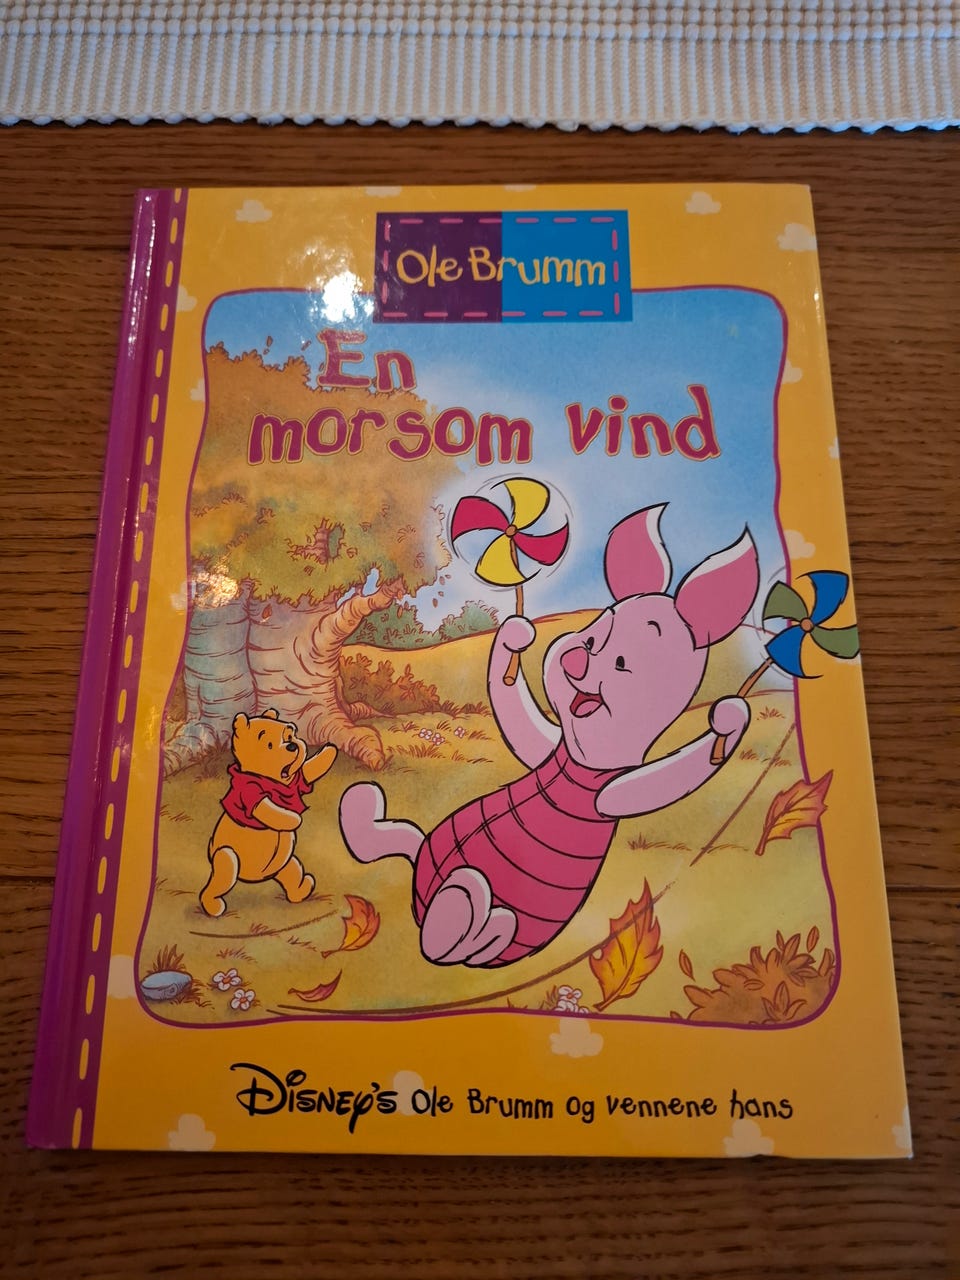 Ole Brumm
En
morsom vind
Disney's Ole Brumm og vennene hans